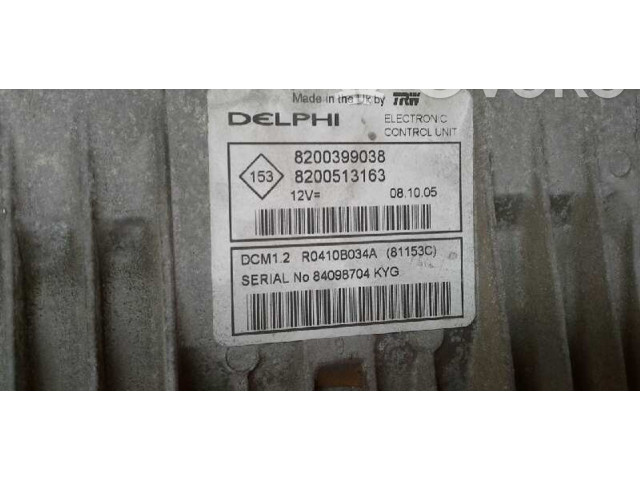 Made in the UK by TRW
DELPHI
ELECTRONIC
CONTROL UNIT
153
8200399038
8200513163
12V=
08.10.05
DCM1.2 R0410B034A (81153C)
SERIAL No 84098704 KYG